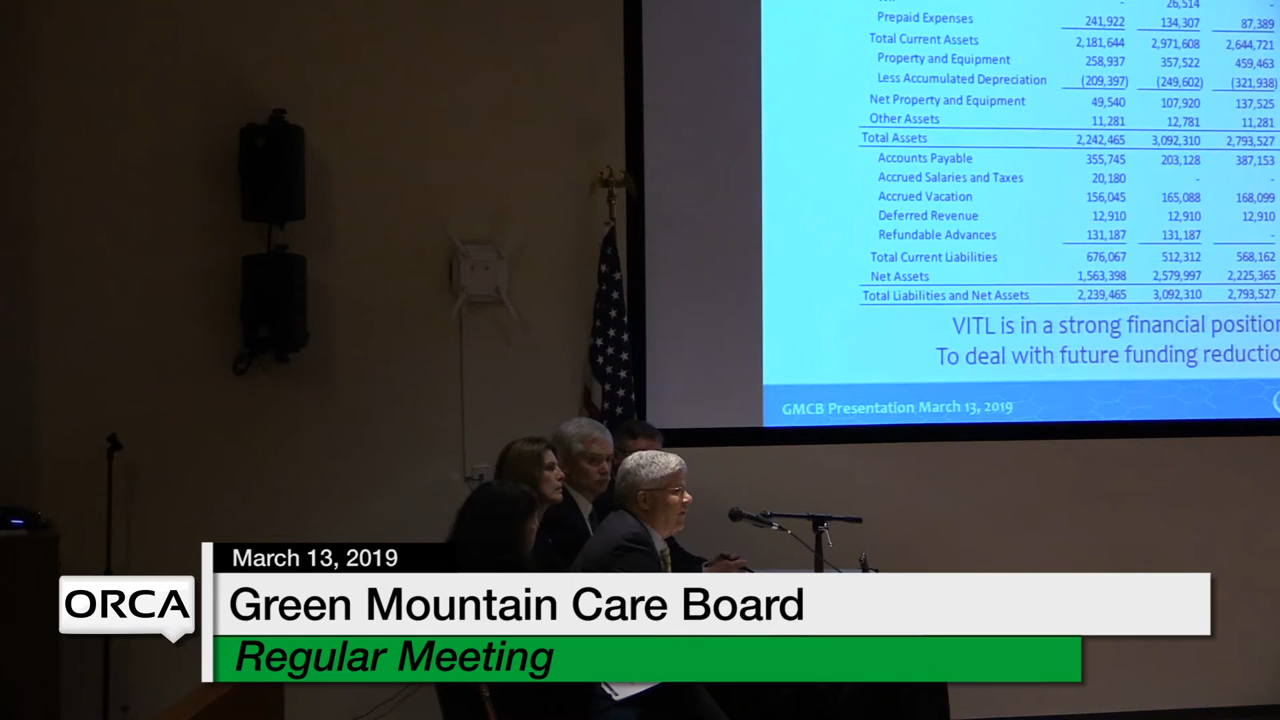 26,514
Prepaid Expenses 241,922 134,307 87,389
Total Current Assets 2,181,644 2,971,608 2,644,721
Property and Equipment 258,937 357,522 459,463
Less Accumulated Depreciation (209,397) (249,602) (321,938)
Net Property and Equipment 49,540 107,920 137,525
Other Assets 11,281 12,781 11,281
Total Assets 2,242,465 3,092,310 2,793,527
Accounts Payable 355,745 203,128 387,153
Accrued Salaries and Taxes 20,180 - -
Accrued Vacation 156,045 165,088 168,099
Deferred Revenue 12,910 12,910 12,910
Refundable Advances 131,187 131,187 -
Total Current Liabilities 676,067 512,312 568,162
Net Assets 1,563,398 2,579,997 2,225,365
Total Liabilities and Net Assets 2,239,465 3,092,310 2,793,527
VITL is in a strong financial position
To deal with future funding reductio
GMCB Presentation March 13, 2019
March 13, 2019
ORCA
Green Mountain Care Board
Regular Meeting